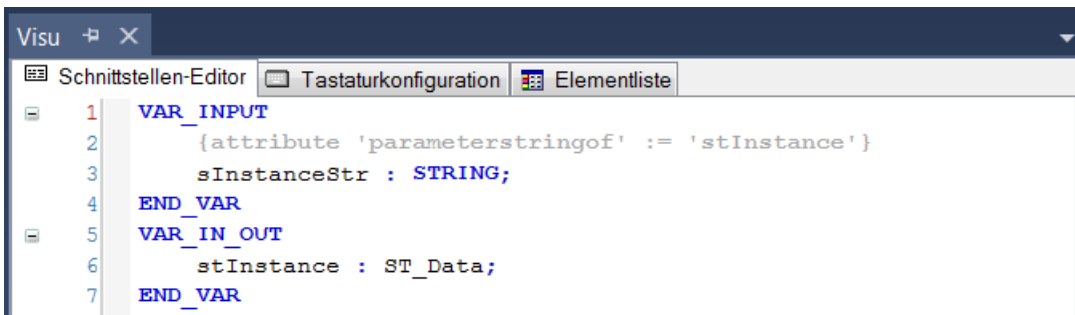 Visu
Schnittstellen-Editor Tastaturkonfiguration Elementliste
1 VAR_INPUT
2 {attribute 'parameterstringof' := 'stInstance'}
3 sInstanceStr : STRING;
4 END_VAR
5 VAR_IN_OUT
6 stInstance : ST_Data;
7 END_VAR